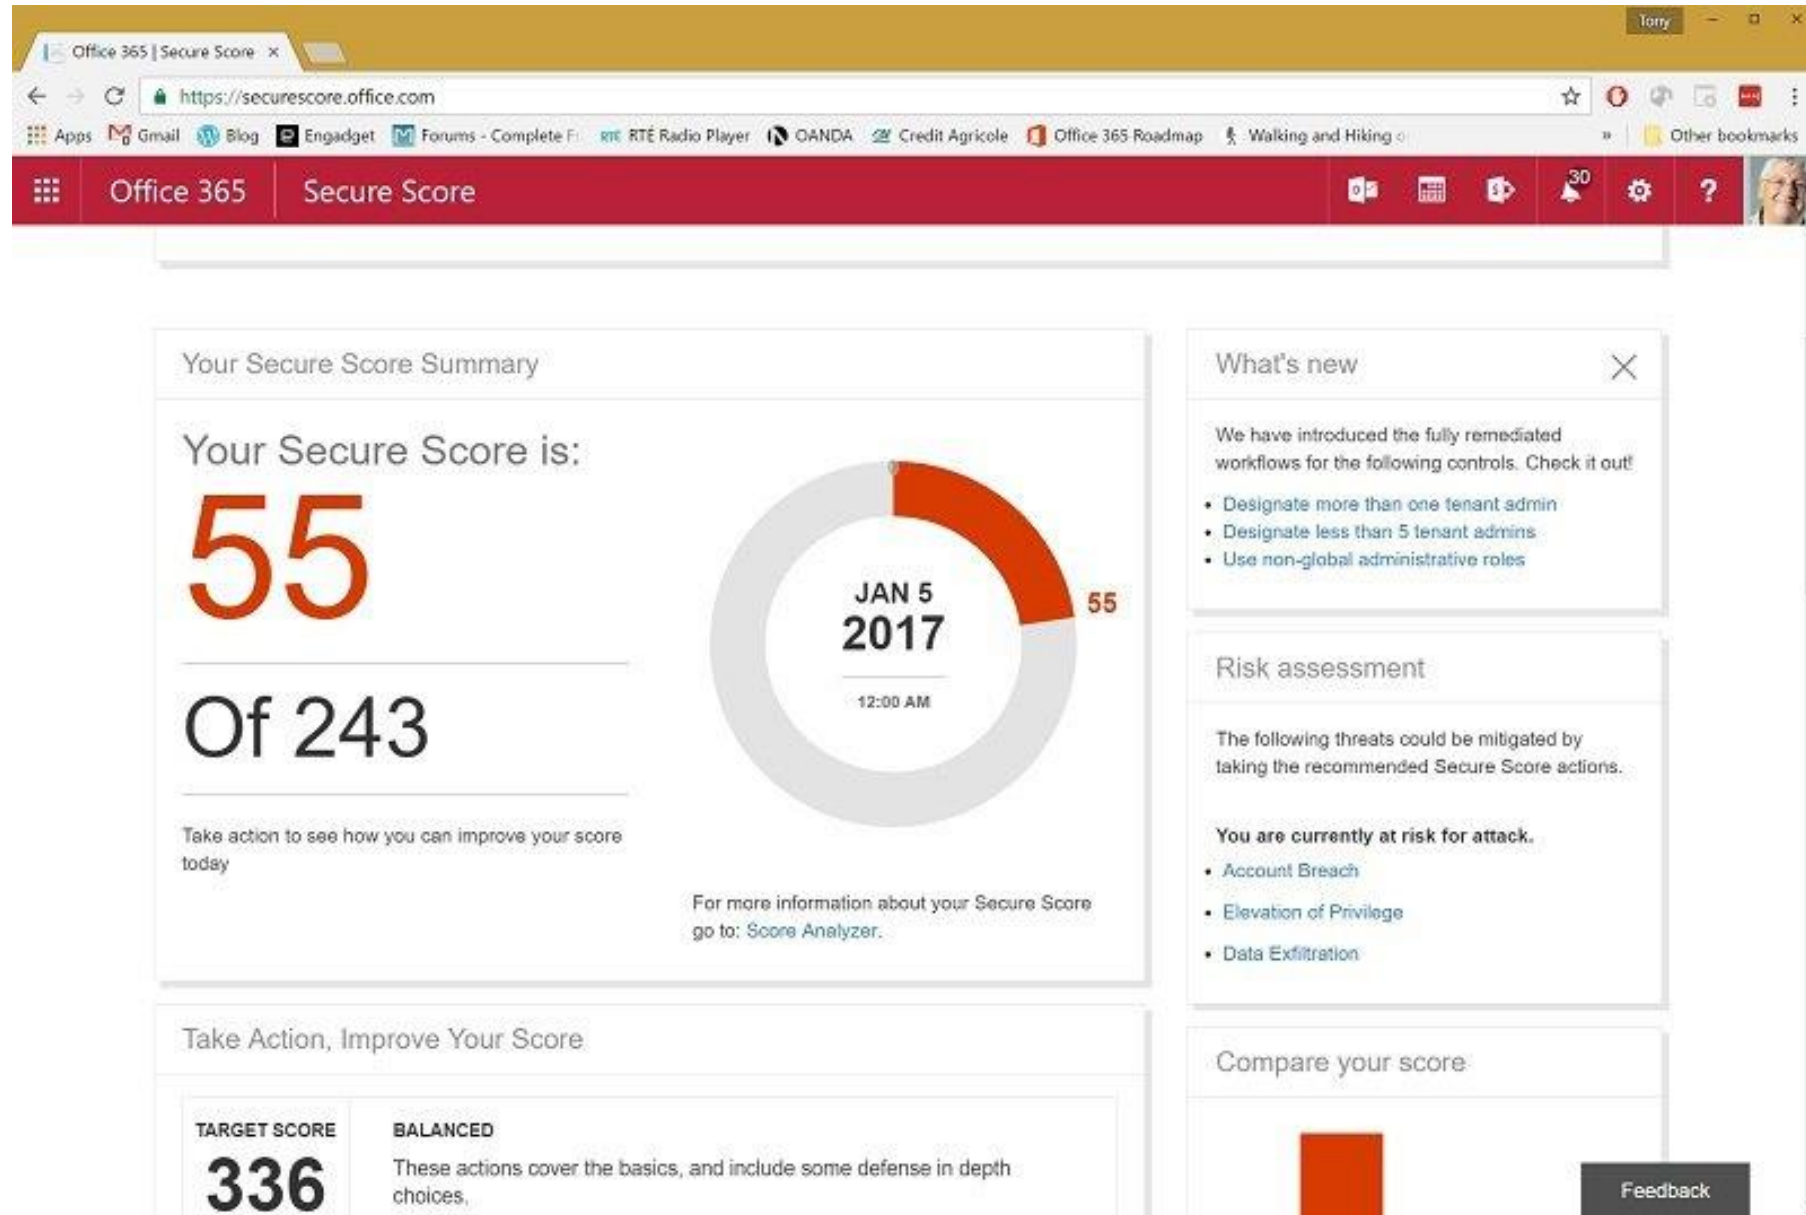 Tony
Office 365 | Secure Score
https://securescore.office.com
Apps Gmail Blog Engadget Forums - Complete RTÉ Radio Player OANDA Credit Agricole Office 365 Roadmap Walking and Hiking » Other bookmarks
Office 365 Secure Score 30 ?
Your Secure Score Summary
Your Secure Score is:
55
Of 243
Take action to see how you can improve your score
today
JAN 5
2017
12:00 AM
55
For more information about your Secure Score
go to: Score Analyzer.
What's new
We have introduced the fully remediated
workflows for the following controls. Check it out!
• Designate more than one tenant admin
• Designate less than 5 tenant admins
• Use non-global administrative roles
Risk assessment
The following threats could be mitigated by
taking the recommended Secure Score actions.
You are currently at risk for attack.
• Account Breach
• Elevation of Privilege
• Data Exfiltration
Take Action, Improve Your Score
TARGET SCORE
336
BALANCED
These actions cover the basics, and include some defense in depth
choices.
Compare your score
Feedback